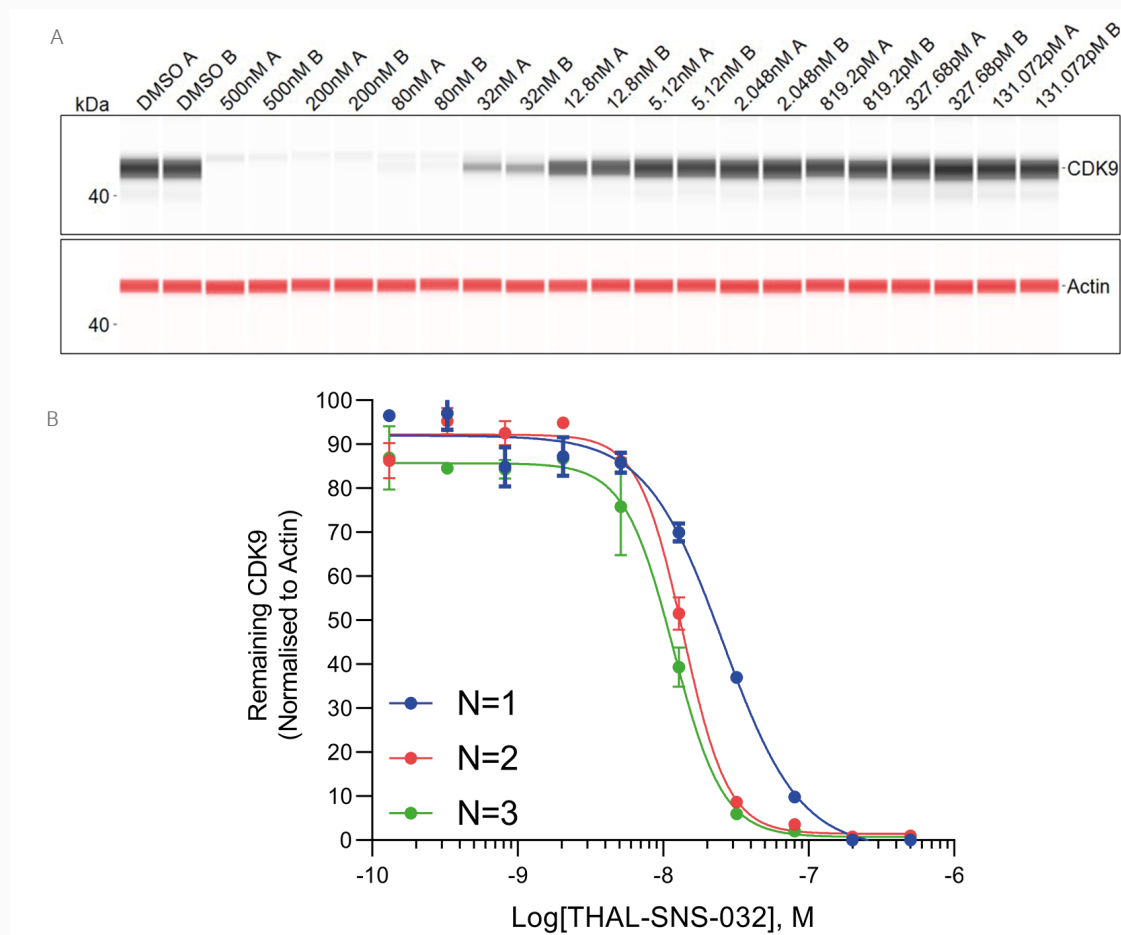 A
DMSO A
DMSO B
500nM A
500nM B
200nM A
200nM B
80nM A
80nM B
32nM A
32nM B
12.8nM A
12.8nM B
5.12nM A
5.12nM B
2.048nM A
2.048nM B
819.2pM A
819.2pM B
327.68pM A
327.68pM B
131.072pM A
131.072pM B
kDa
CDK9
40
Actin
40
B
100
90
80
70
60
50
40
30
20
10
0
Remaining CDK9
(Normalised to Actin)
N=1
N=2
N=3
-10
-9
-8
-7
-6
Log[THAL-SNS-032], M